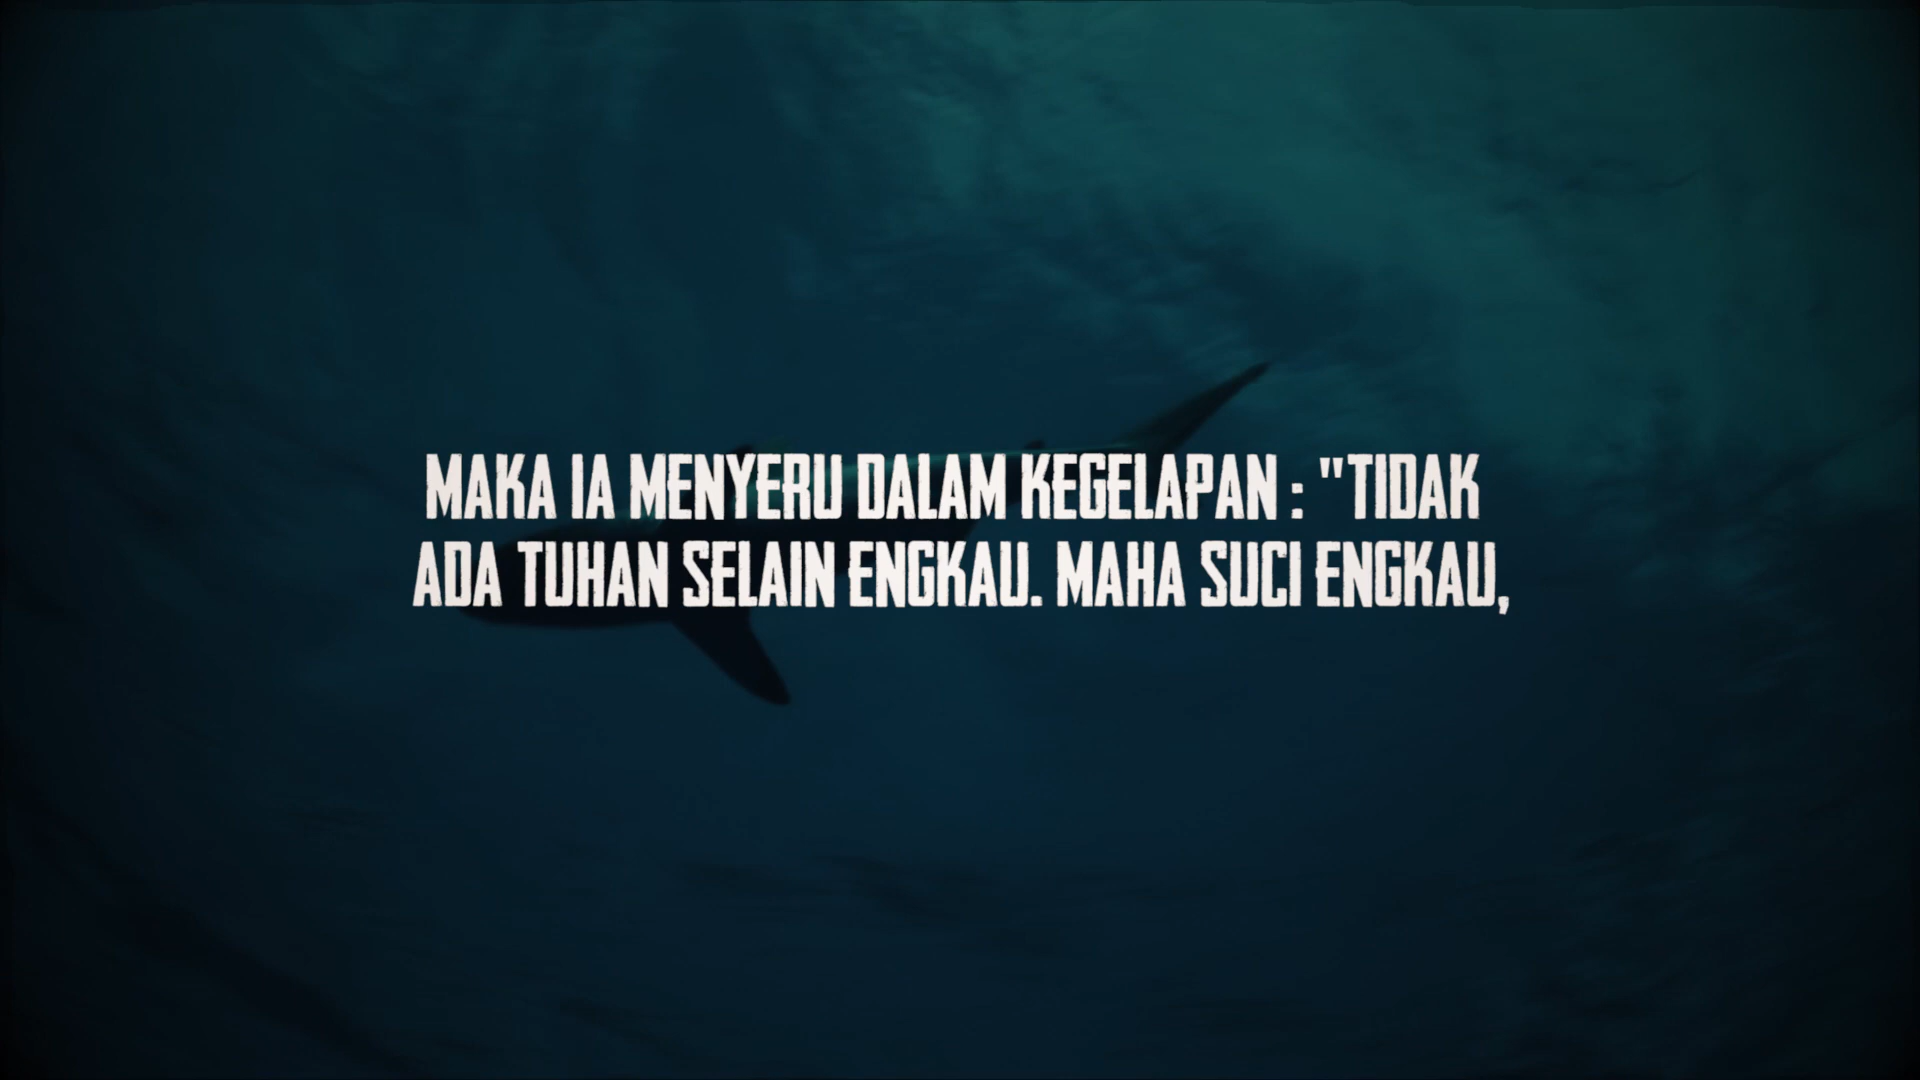 MAKA IA MENYERU DALAM KEGELAPAN : "TIDAK
ADA TUHAN SELAIN ENGKAU. MAHA SUCI ENGKAU,